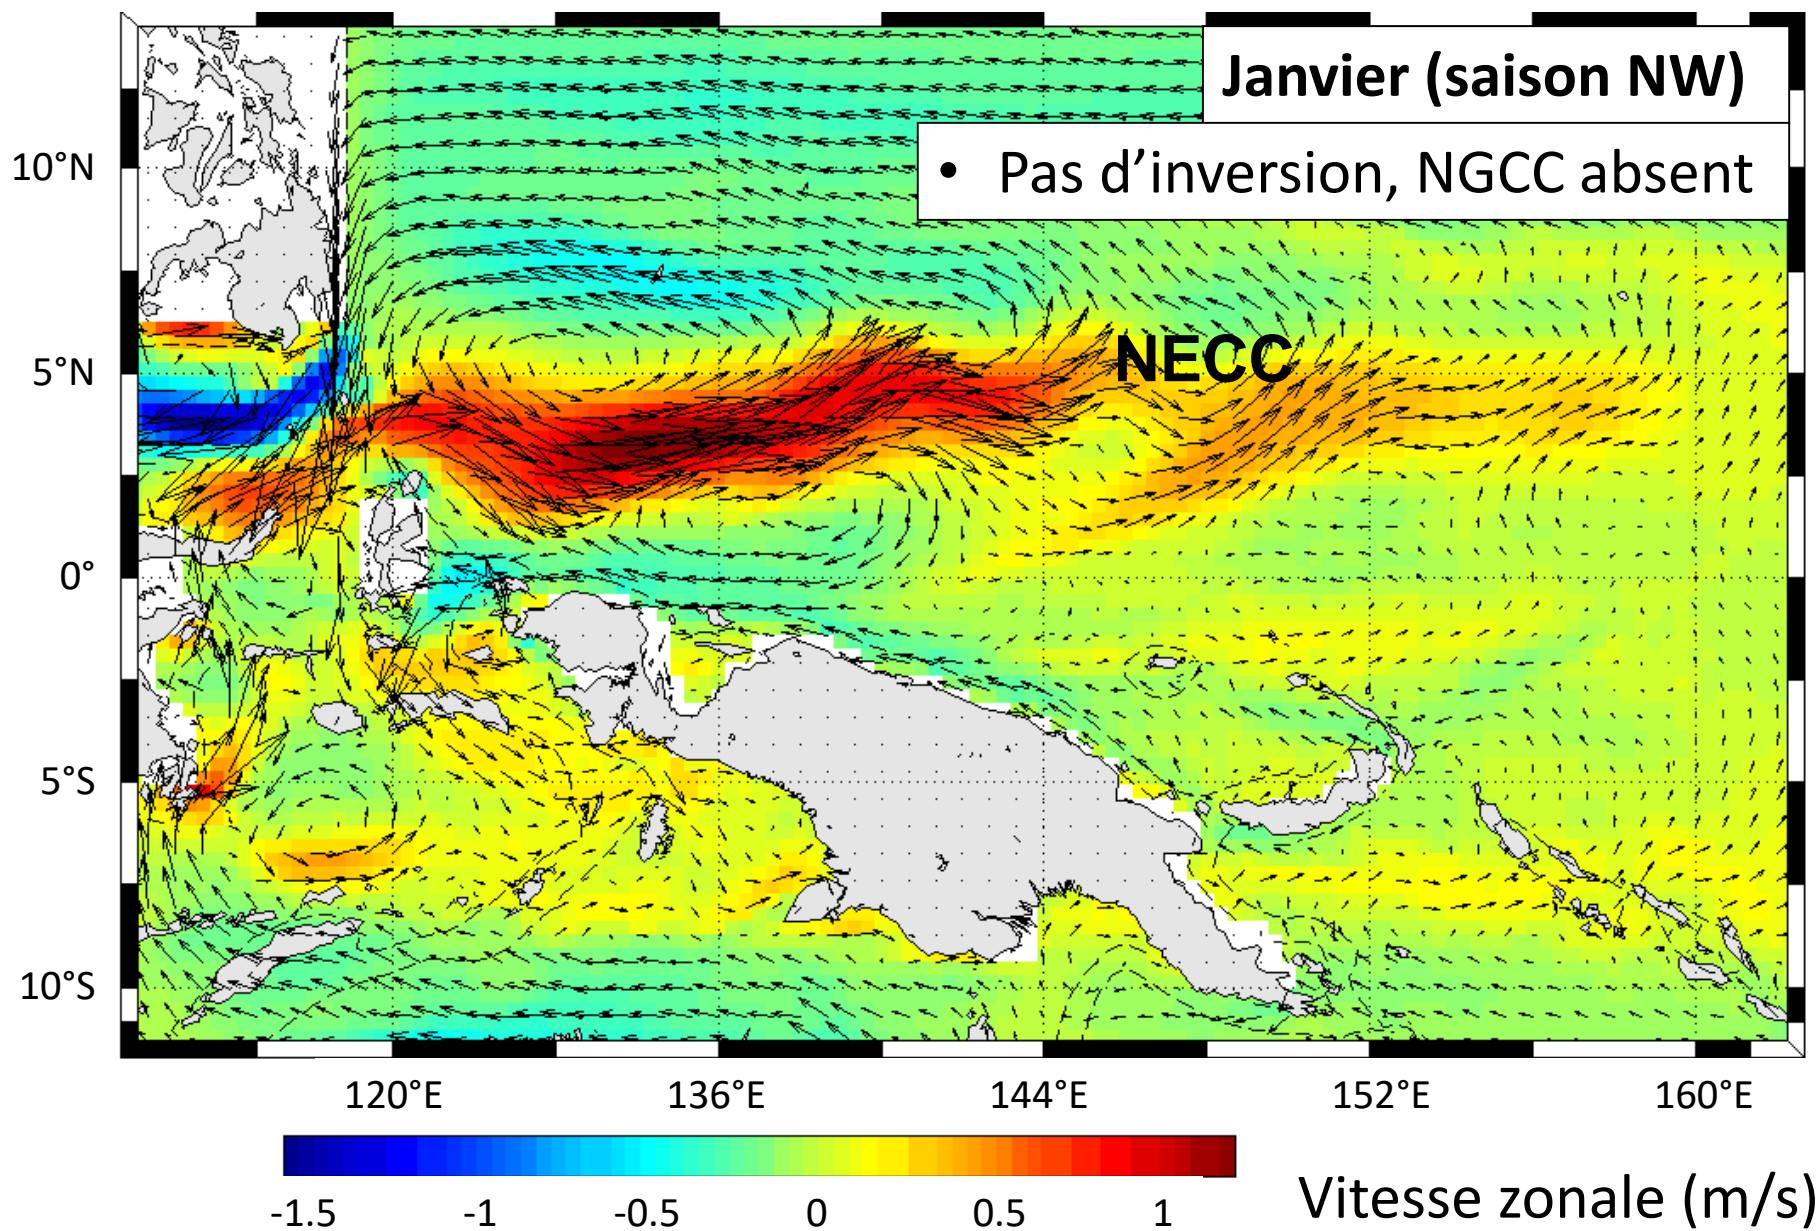 Janvier (saison NW)
• Pas d’inversion, NGCC absent
10°N
5°N
0°
5°S
10°S
NECC
120°E 136°E 144°E 152°E 160°E
-1.5 -1 -0.5 0 0.5 1
Vitesse zonale (m/s)